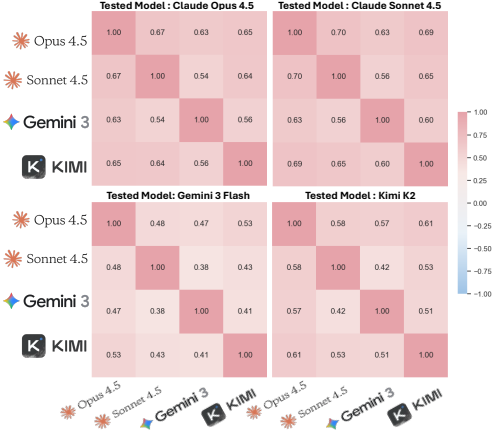 Tested Model : Claude Opus 4.5 Tested Model : Claude Sonnet 4.5
Opus 4.5 1.00 0.67 0.63 0.65 1.00 0.70 0.63 0.69
Sonnet 4.5 0.67 1.00 0.54 0.64 0.70 1.00 0.56 0.65
Gemini 3 0.63 0.54 1.00 0.56 0.63 0.56 1.00 0.60
K KIMI 0.65 0.64 0.56 1.00 0.69 0.65 0.60 1.00
Tested Model: Gemini 3 Flash Tested Model : Kimi K2
Opus 4.5 1.00 0.48 0.47 0.53 1.00 0.58 0.57 0.61
Sonnet 4.5 0.48 1.00 0.38 0.43 0.58 1.00 0.42 0.53
Gemini 3 0.47 0.38 1.00 0.41 0.57 0.42 1.00 0.51
K KIMI 0.53 0.43 0.41 1.00 0.61 0.53 0.51 1.00
Opus 4.5 Sonnet 4.5 Gemini 3 K KIMI Opus 4.5 Sonnet 4.5 Gemini 3 K KIMI
1.00
0.75
0.50
0.25
0.00
−0.25
−0.50
−0.75
−1.00